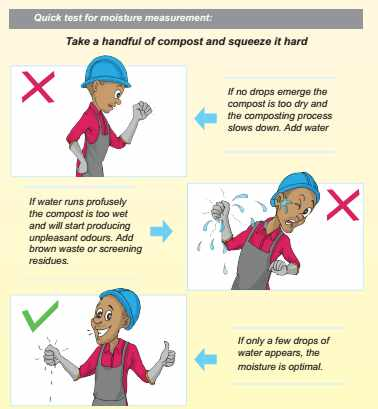 Quick test for moisture measurement:
Take a handful of compost and squeeze it hard
If no drops emerge the
compost is too dry and
the composting process
slows down. Add water
If water runs profusely
the compost is too wet
and will start producing
unpleasant odours. Add
brown waste or screening
residues.
If only a few drops of
water appears, the
moisture is optimal.